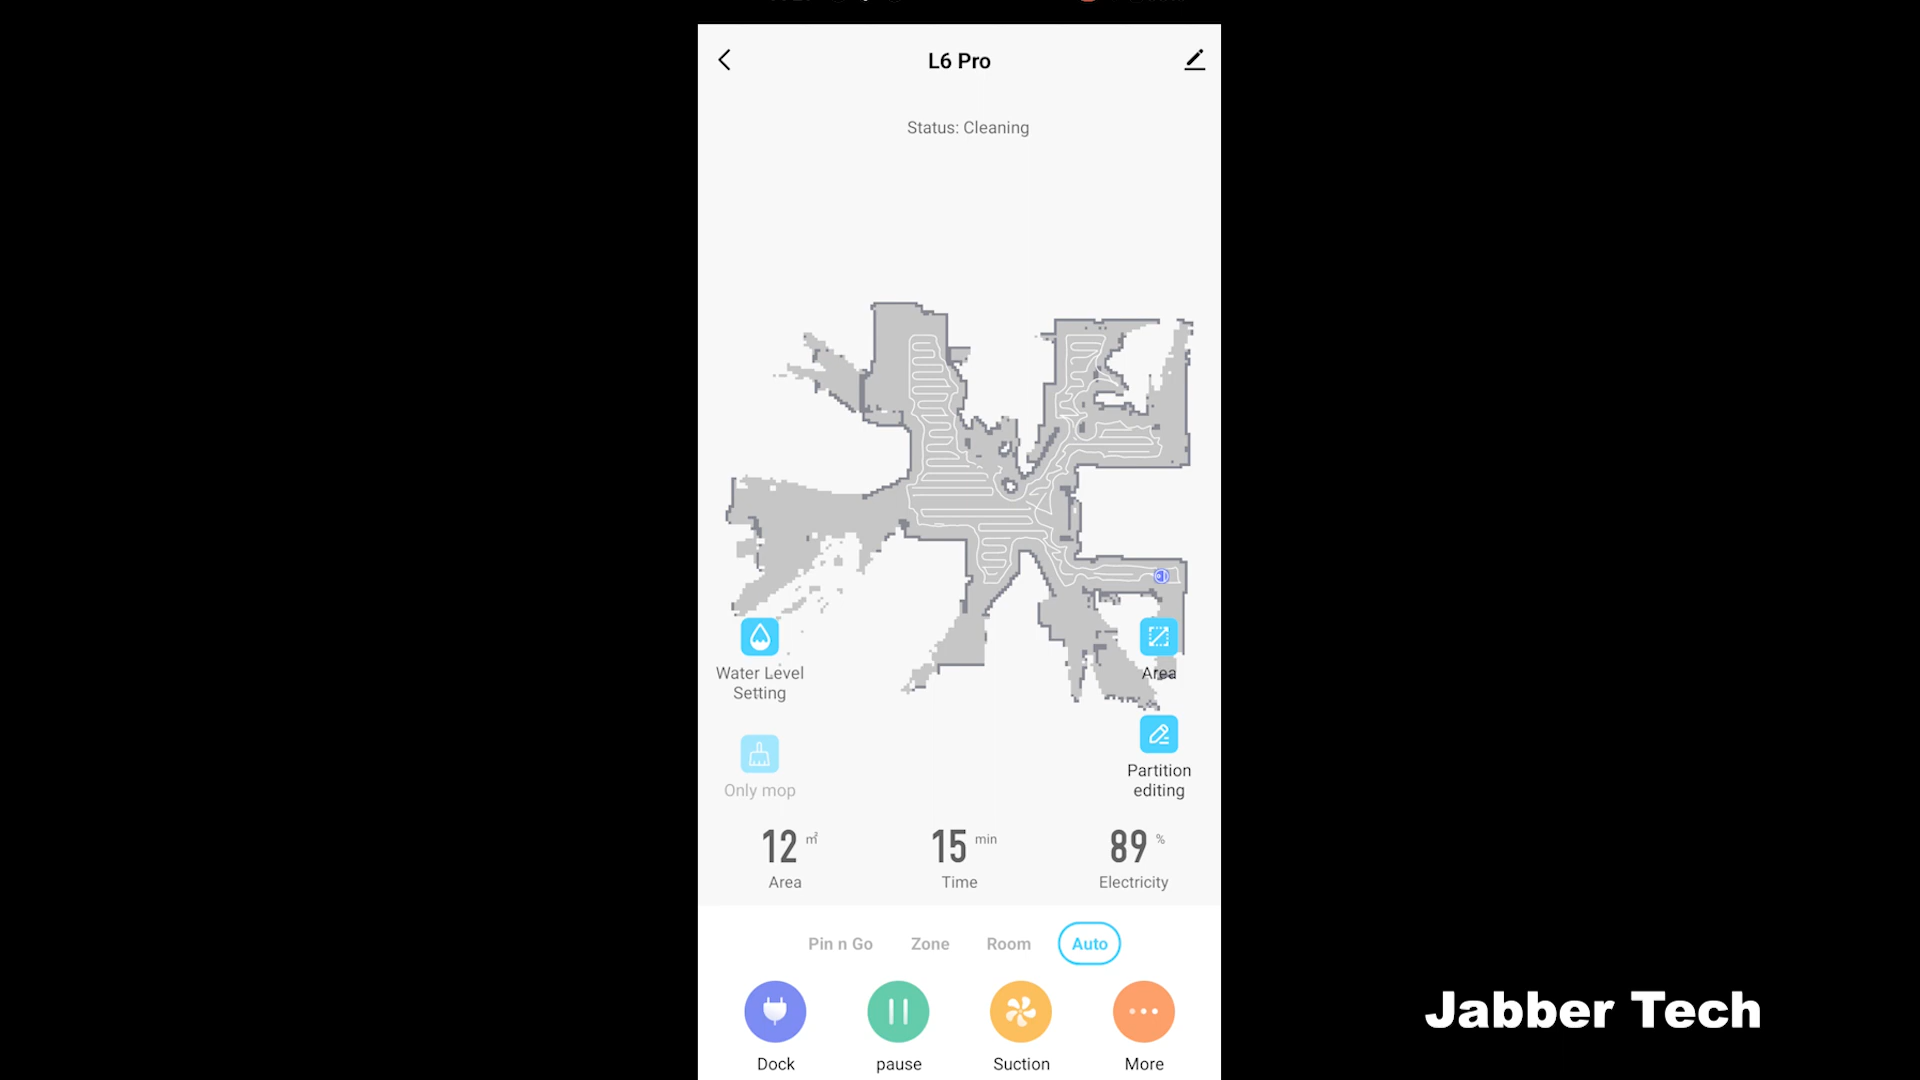 L6 Pro
Status: Cleaning
Water Level
Setting
Area
Only mop
Partition
editing
12 ㎡
15 min
89 %
Area
Time
Electricity
Pin n Go
Zone
Room
Auto
Dock
pause
Suction
More
Jabber Tech